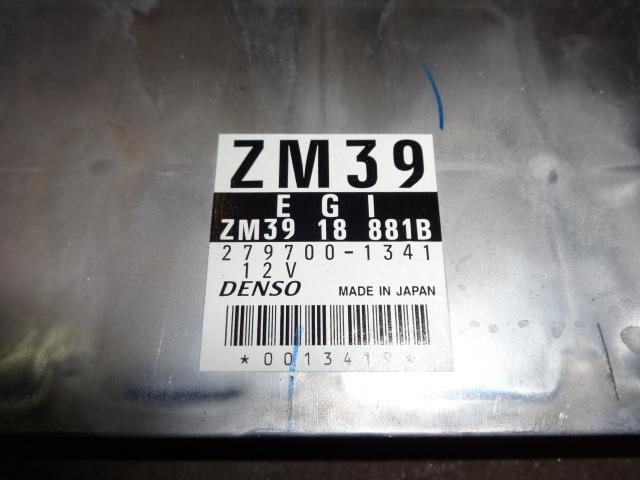 ZM39
E G I
ZM39 18 881B
279700-1341
12V
DENSO MADE IN JAPAN